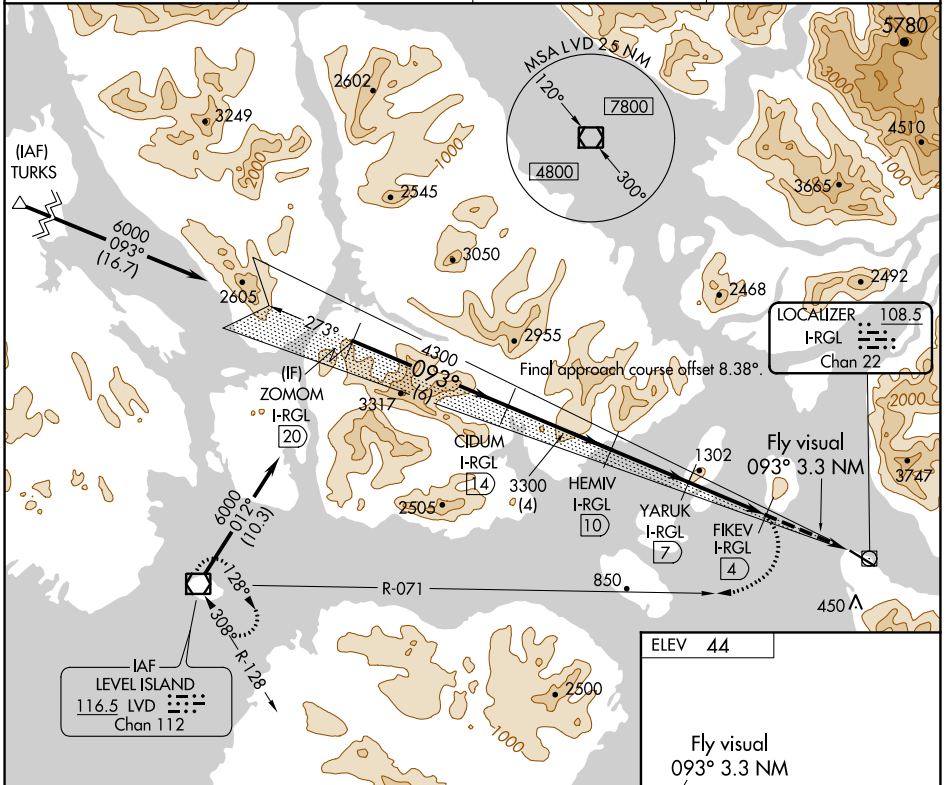 5780
MSA LVD 25 NM
2602
3000
120°
7800
3249
4510
1000
1000
(IAF)
TURKS
2000
4800
300°
3665
1000
2545
6000
093°
(16.7)
3050
2605
2468
2492
LOCALIZER 108.5
I-RGL
Chan 22
273°
4300
2955
093°
(6)
Final approach course offset 8.38°.
(IF)
ZOMOM
I-RGL
20
3317
2000
CIDUM
I-RGL
14
1302
Fly visual
093° 3.3 NM
3747
3300
(4)
HEMIV
I-RGL
10
2505
YARUK
I-RGL
7
FIKEV
I-RGL
4
6000
012°
(10.3)
128°
R-071
850
450
308°
R-128
ELEV 44
IAF
LEVEL ISLAND
116.5 LVD
Chan 112
2500
1000
Fly visual
093° 3.3 NM